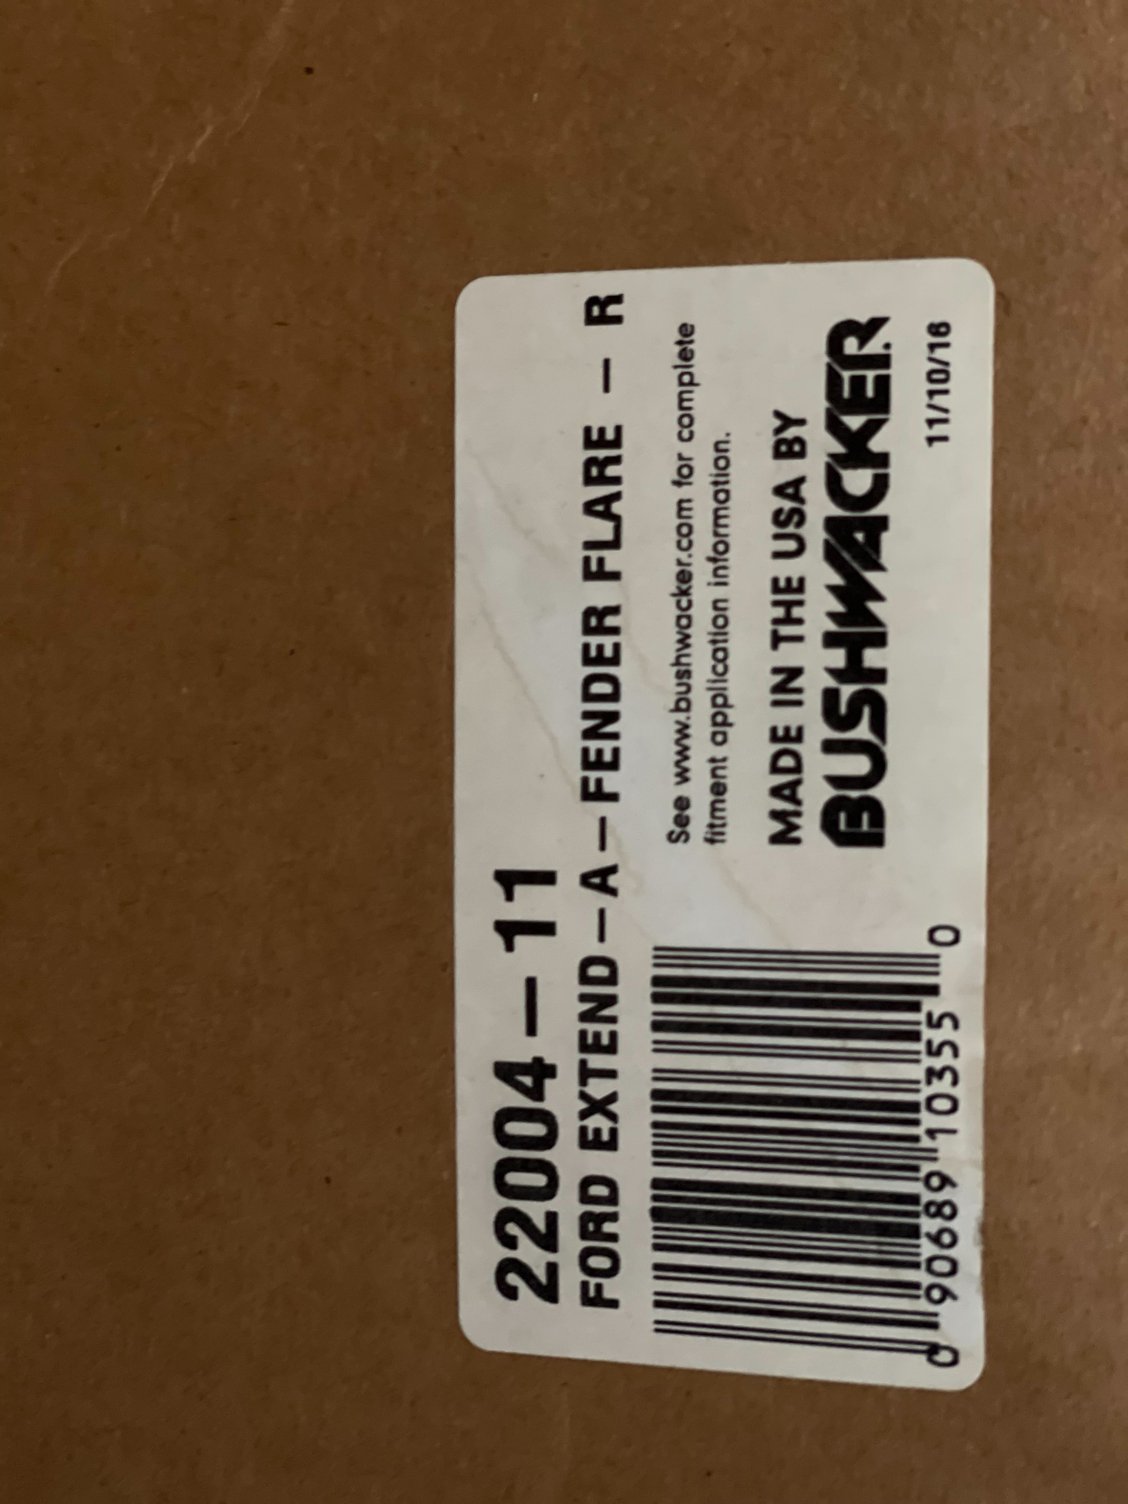 22004-11
FORD EXTEND-A-FENDER FLARE - R
See www.bushwacker.com for complete
fitment application information.
MADE IN THE USA BY
BUSHWACKER
11/10/16
0 90689 10355 0